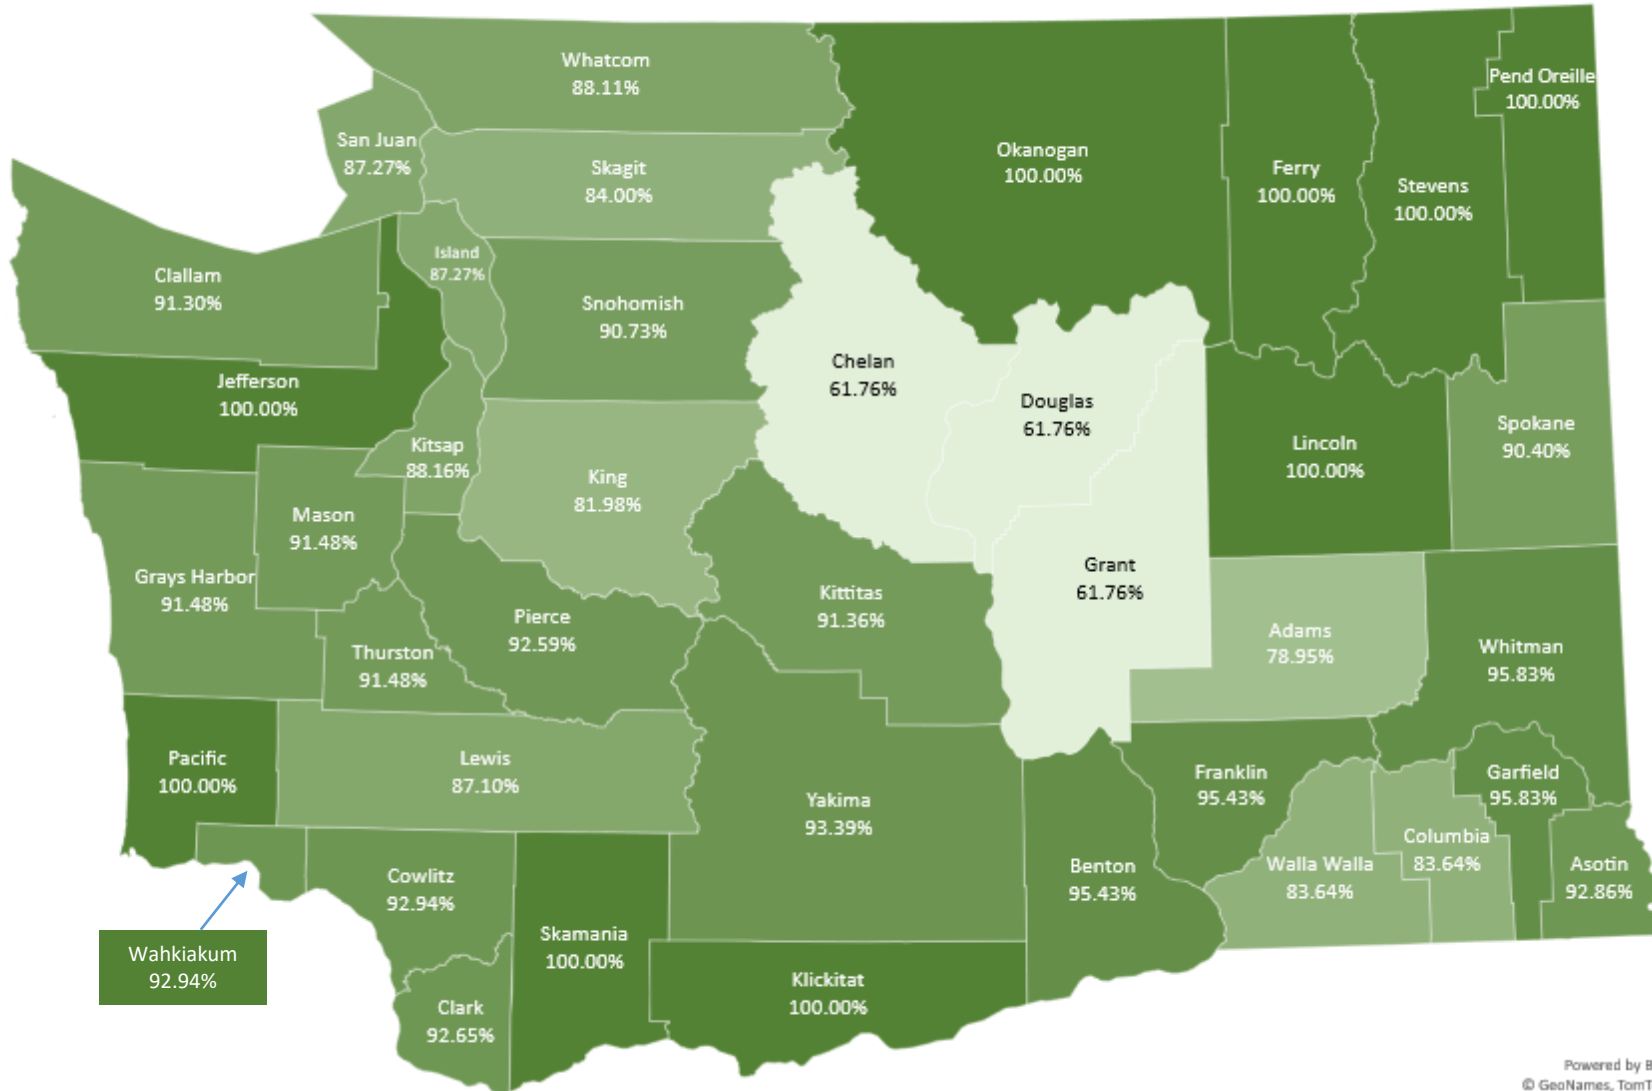 Whatcom
88.11%
Pend Oreille
100.00%
San Juan
87.27%
Skagit
84.00%
Okanogan
100.00%
Ferry
100.00%
Stevens
100.00%
Island
87.27%
Clallam
91.30%
Snohomish
90.73%
Chelan
61.76%
Jefferson
100.00%
Douglas
61.76%
Spokane
90.40%
Kitsap
88.16%
Lincoln
100.00%
King
81.98%
Mason
91.48%
Grays Harbor
91.48%
Grant
61.76%
Kittitas
91.36%
Pierce
92.59%
Adams
78.95%
Whitman
95.83%
Thurston
91.48%
Pacific
100.00%
Lewis
87.10%
Franklin
95.43%
Garfield
95.83%
Yakima
93.39%
Columbia
83.64%
Benton
95.43%
Walla Walla
83.64%
Asotin
92.86%
Cowlitz
92.94%
Skamania
100.00%
Wahkiakum
92.94%
Klickitat
100.00%
Clark
92.65%
Powered by B
© GeoNames, TomT